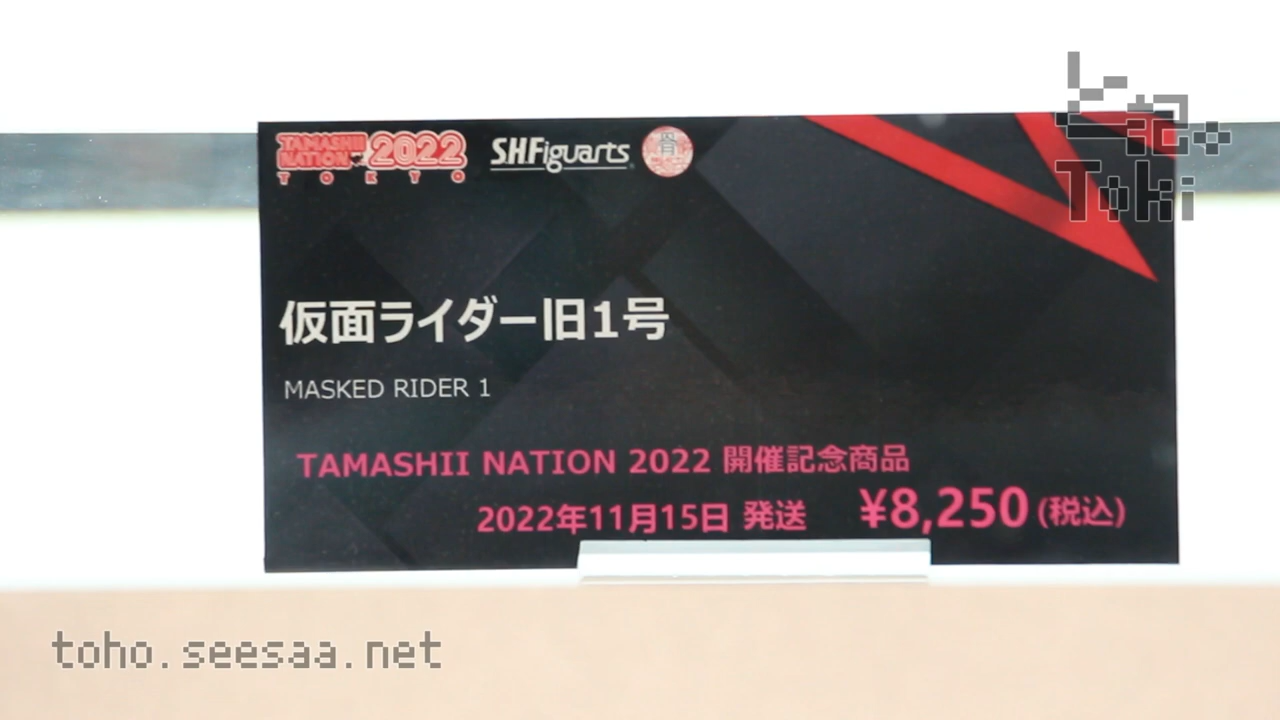 TAMASHII NATION 2022
TOKYO
S.H.Figuarts
仮面ライダー旧1号
MASKED RIDER 1
TAMASHII NATION 2022 開催記念商品
2022年11月15日 発送 ¥8,250(税込)
Toki
toho.seesaa.net